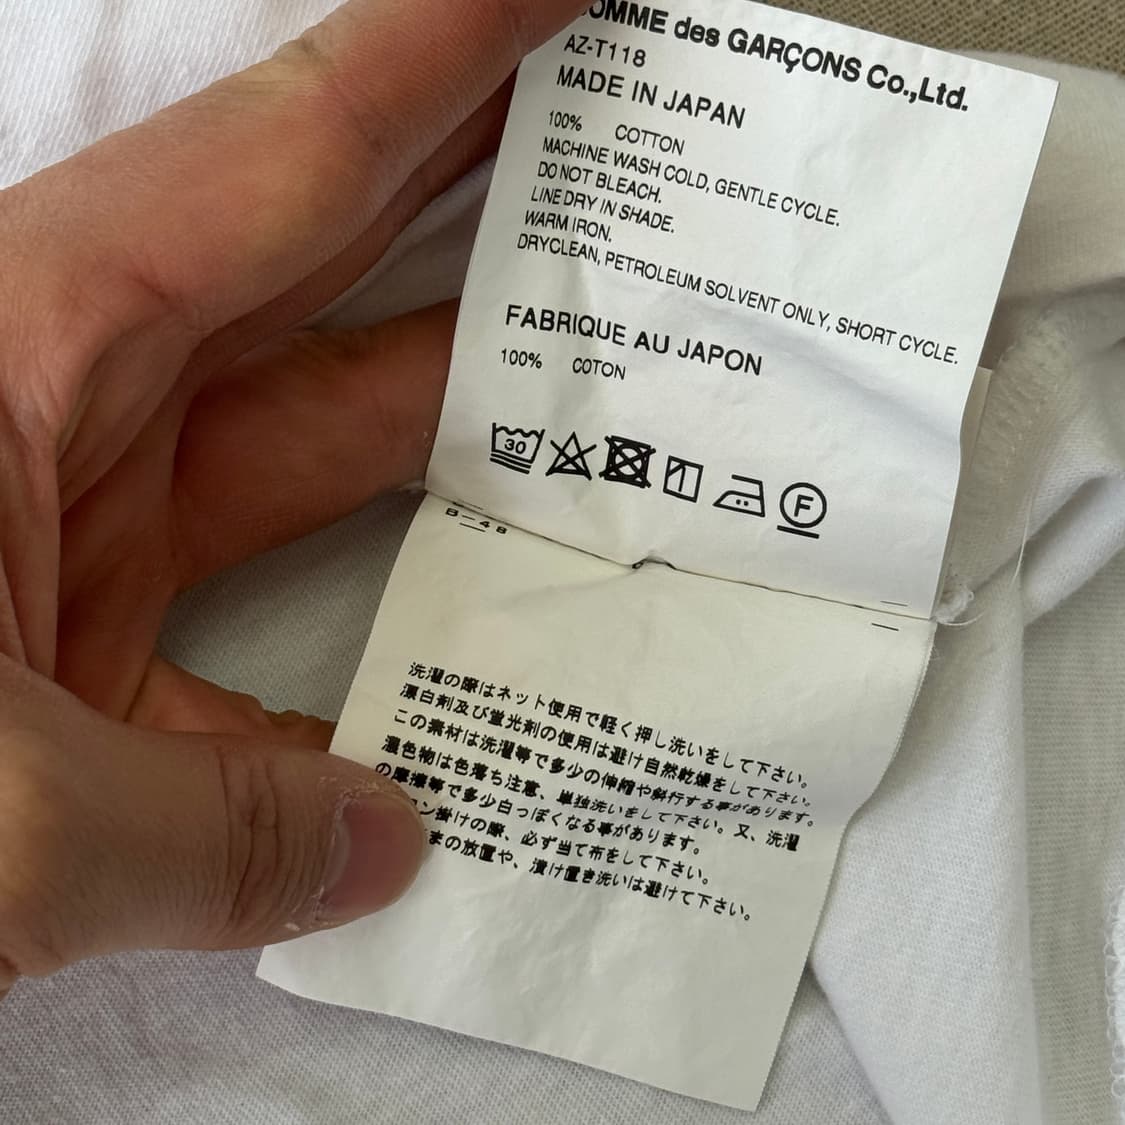 des GARÇONS Co.,Ltd.
AZ-T118
MADE IN JAPAN
100% COTTON
MACHINE WASH COLD, GENTLE CYCLE.
DO NOT BLEACH.
LINE DRY IN SHADE.
WARM IRON.
DRYCLEAN, PETROLEUM SOLVENT ONLY, SHORT CYCLE.
FABRIQUE AU JAPON
100% COTON
30
F
B-48
洗濯の際はネット使用で軽く押し洗いをして下さい。
漂白剤及び蛍光剤の使用は避け自然乾燥をして下さい。
この素材は洗濯等で多少の伸縮や斜行する事があります。
濃色物は色落ち注意、単独洗いをして下さい。又、洗濯
の摩擦等で多少白っぽくなる事があります。
掛けの際、必ず当て布をして下さい。
まの放置や、漬け置き洗いは避けて下さい。